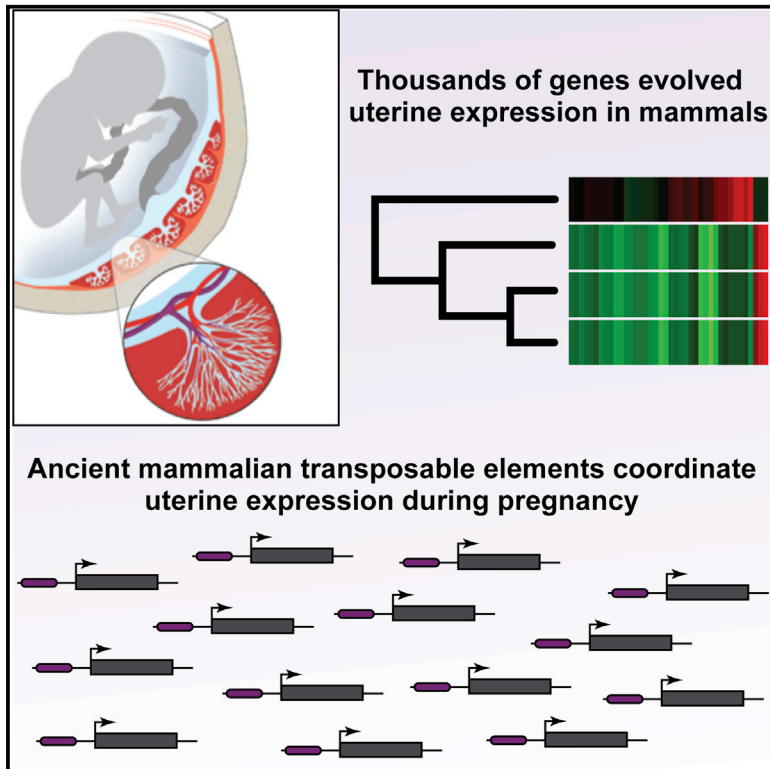 Thousands of genes evolved
uterine expression in mammals
Ancient mammalian transposable elements coordinate
uterine expression during pregnancy